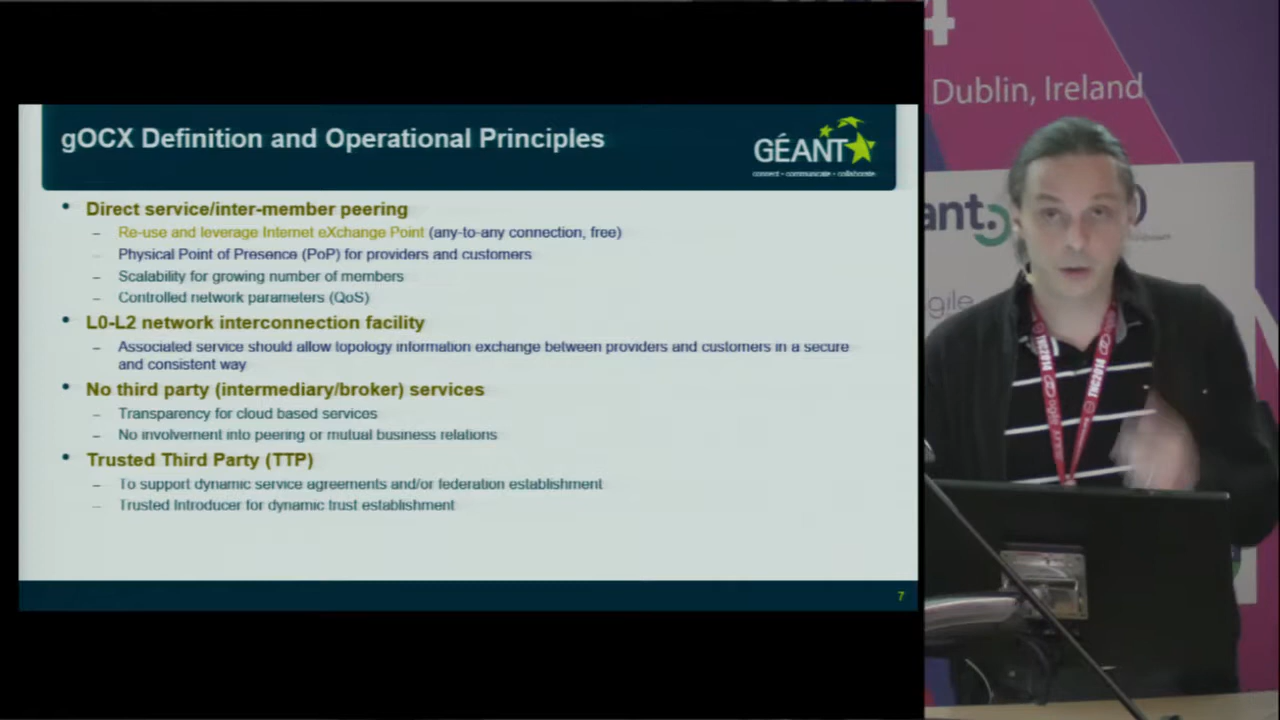 gOCX Definition and Operational Principles
GÉANT
connect • communicate • collaborate
• Direct service/inter-member peering
– Re-use and leverage Internet eXchange Point (any-to-any connection, free)
– Physical Point of Presence (PoP) for providers and customers
– Scalability for growing number of members
– Controlled network parameters (QoS)
• L0-L2 network interconnection facility
– Associated service should allow topology information exchange between providers and customers in a secure
and consistent way
• No third party (intermediary/broker) services
– Transparency for cloud based services
– No involvement into peering or mutual business relations
• Trusted Third Party (TTP)
– To support dynamic service agreements and/or federation establishment
– Trusted Introducer for dynamic trust establishment
7
4
Dublin, Ireland
ant.
gile
TNC2014